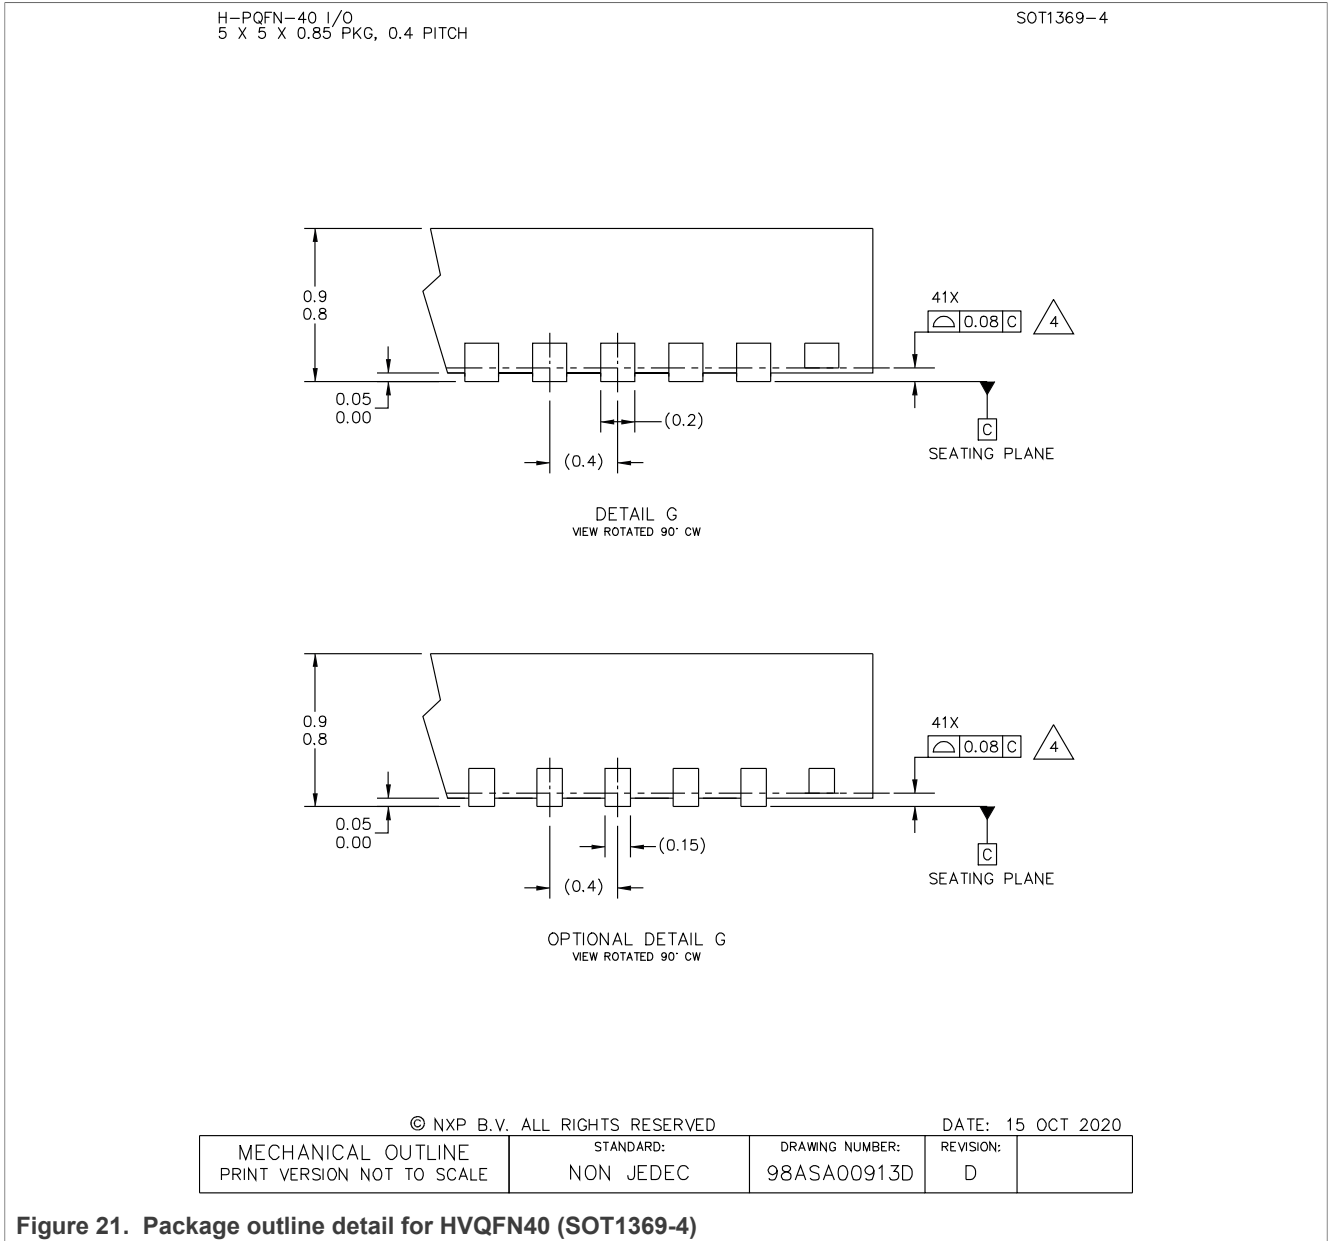 H-PQFN-40 I/O
5 X 5 X 0.85 PKG, 0.4 PITCH
SOT1369-4
0.9
0.8
0.05
0.00
(0.2)
(0.4)
41X
0.08 C
4
C
SEATING PLANE
DETAIL G
VIEW ROTATED 90° CW
0.9
0.8
0.05
0.00
(0.15)
(0.4)
41X
0.08 C
4
C
SEATING PLANE
OPTIONAL DETAIL G
VIEW ROTATED 90° CW
© NXP B.V. ALL RIGHTS RESERVED
DATE: 15 OCT 2020
MECHANICAL OUTLINE
PRINT VERSION NOT TO SCALE
STANDARD:
NON JEDEC
DRAWING NUMBER:
98ASA00913D
REVISION:
D
Figure 21. Package outline detail for HVQFN40 (SOT1369-4)